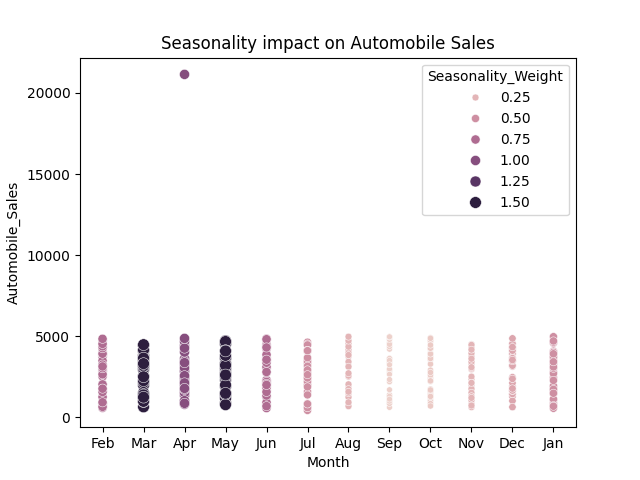 Seasonality impact on Automobile Sales
Automobile_Sales
20000
15000
10000
5000
0
Seasonality_Weight
0.25
0.50
0.75
1.00
1.25
1.50
Feb Mar Apr May Jun Jul Aug Sep Oct Nov Dec Jan
Month